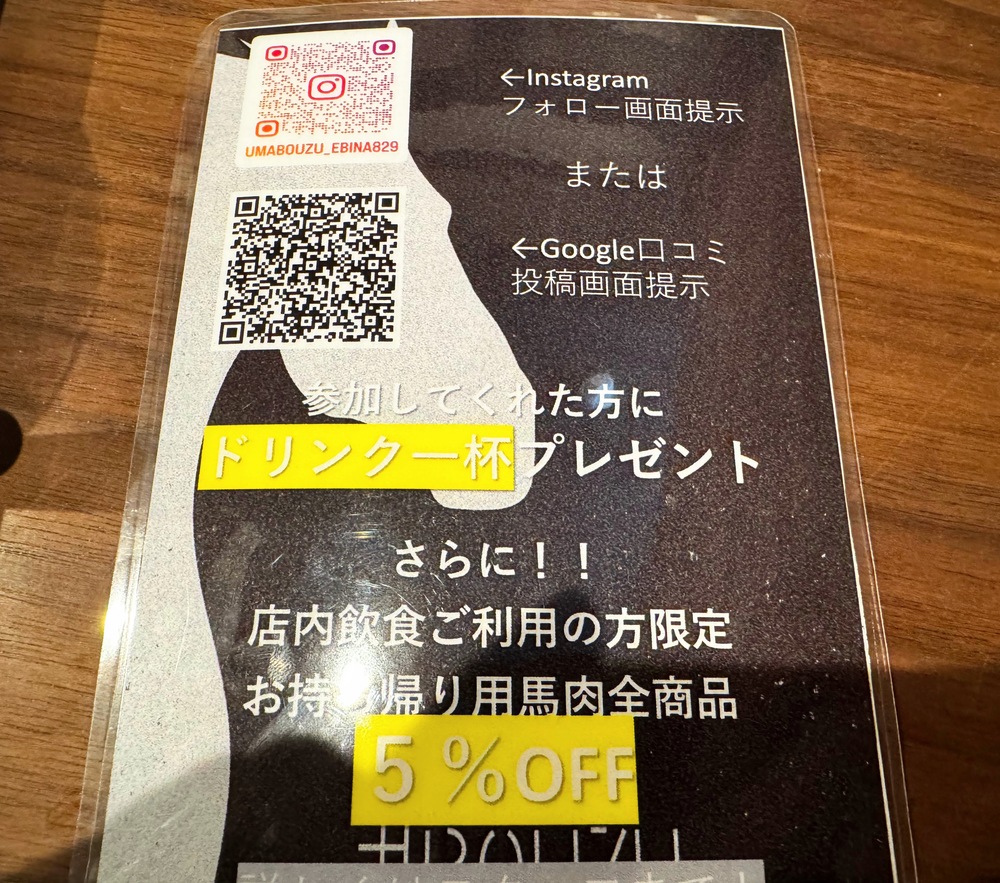 UMABOUZU_EBINA829
←Instagram
フォロー画面提示
または
←Google口コミ
投稿画面提示
参加してくれた方に
ドリンク一杯プレゼント
さらに！！
店内飲食ご利用の方限定
お持ち帰り用馬肉全商品
5％OFF